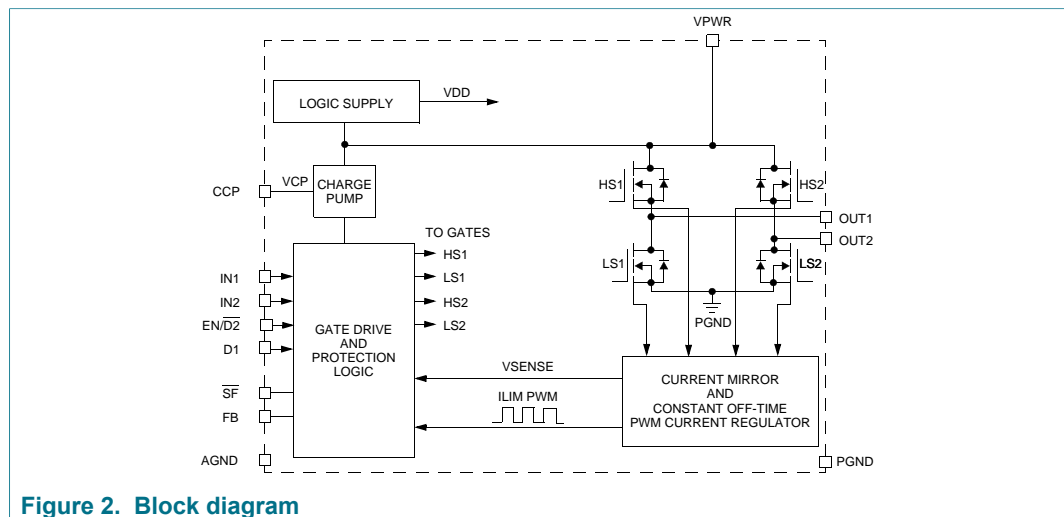 VPWR
LOGIC SUPPLY
VDD
CCP
VCP
CHARGE
PUMP
HS1
HS2
OUT1
OUT2
TO GATES
HS1
LS1
HS2
LS2
LS1
LS2
PGND
IN1
IN2
EN/D2
D1
SF
FB
AGND
GATE DRIVE
AND
PROTECTION
LOGIC
VSENSE
ILIM PWM
CURRENT MIRROR
AND
CONSTANT OFF-TIME
PWM CURRENT REGULATOR
PGND
Figure 2. Block diagram